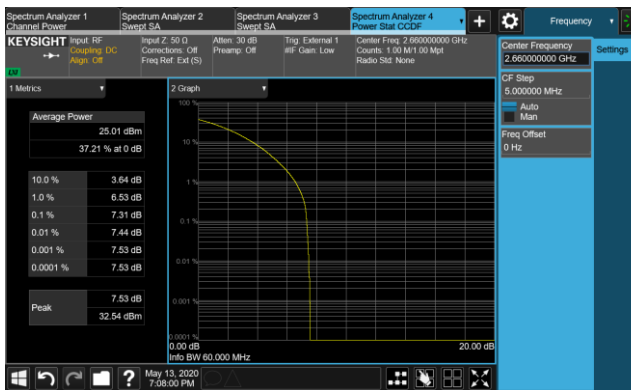 Spectrum Analyzer 1
Channel Power
Spectrum Analyzer 2
Swept SA
Spectrum Analyzer 3
Swept SA
Spectrum Analyzer 4
Power Stat CCDF
Frequency
KEYSIGHT
Input: RF
Coupling: DC
Align: Off
Input Z: 50 Ω
Corrections: Off
Freq Ref: Ext (S)
Atten: 30 dB
Preamp: Off
Trig: External 1
#IF Gain: Low
Center Freq: 2.660000000 GHz
Counts: 1.00 M/1.00 Mpt
Radio Std: None
Center Frequency
2.660000000 GHz
Settings
CF Step
5.000000 MHz
Auto
Man
Freq Offset
0 Hz
1 Metrics
Average Power
25.01 dBm
37.21 % at 0 dB
10.0 % 3.64 dB
1.0 % 6.53 dB
0.1 % 7.31 dB
0.01 % 7.44 dB
0.001 % 7.53 dB
0.0001 % 7.53 dB
Peak
7.53 dB
32.54 dBm
2 Graph
100 %
10 %
1 %
0.1 %
0.01 %
0.001 %
0.0001 %
0.00 dB
20.00 dB
Info BW 60.000 MHz
?
May 13, 2020
7:08:00 PM